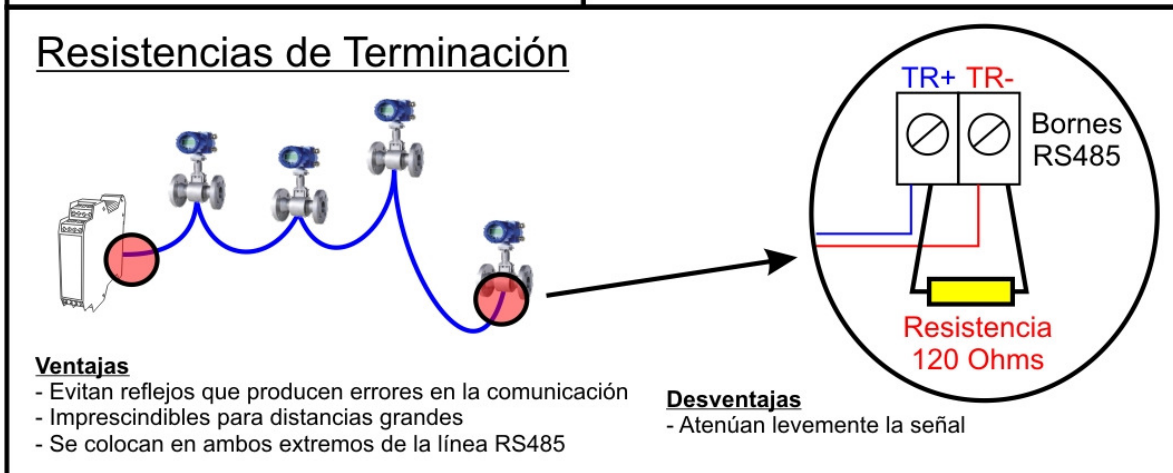 Resistencias de Terminación
TR+ TR-
Bornes
RS485
Resistencia
120 Ohms
Ventajas
- Evitan reflejos que producen errores en la comunicación
- Imprescindibles para distancias grandes
- Se colocan en ambos extremos de la línea RS485
Desventajas
- Atenúan levemente la señal